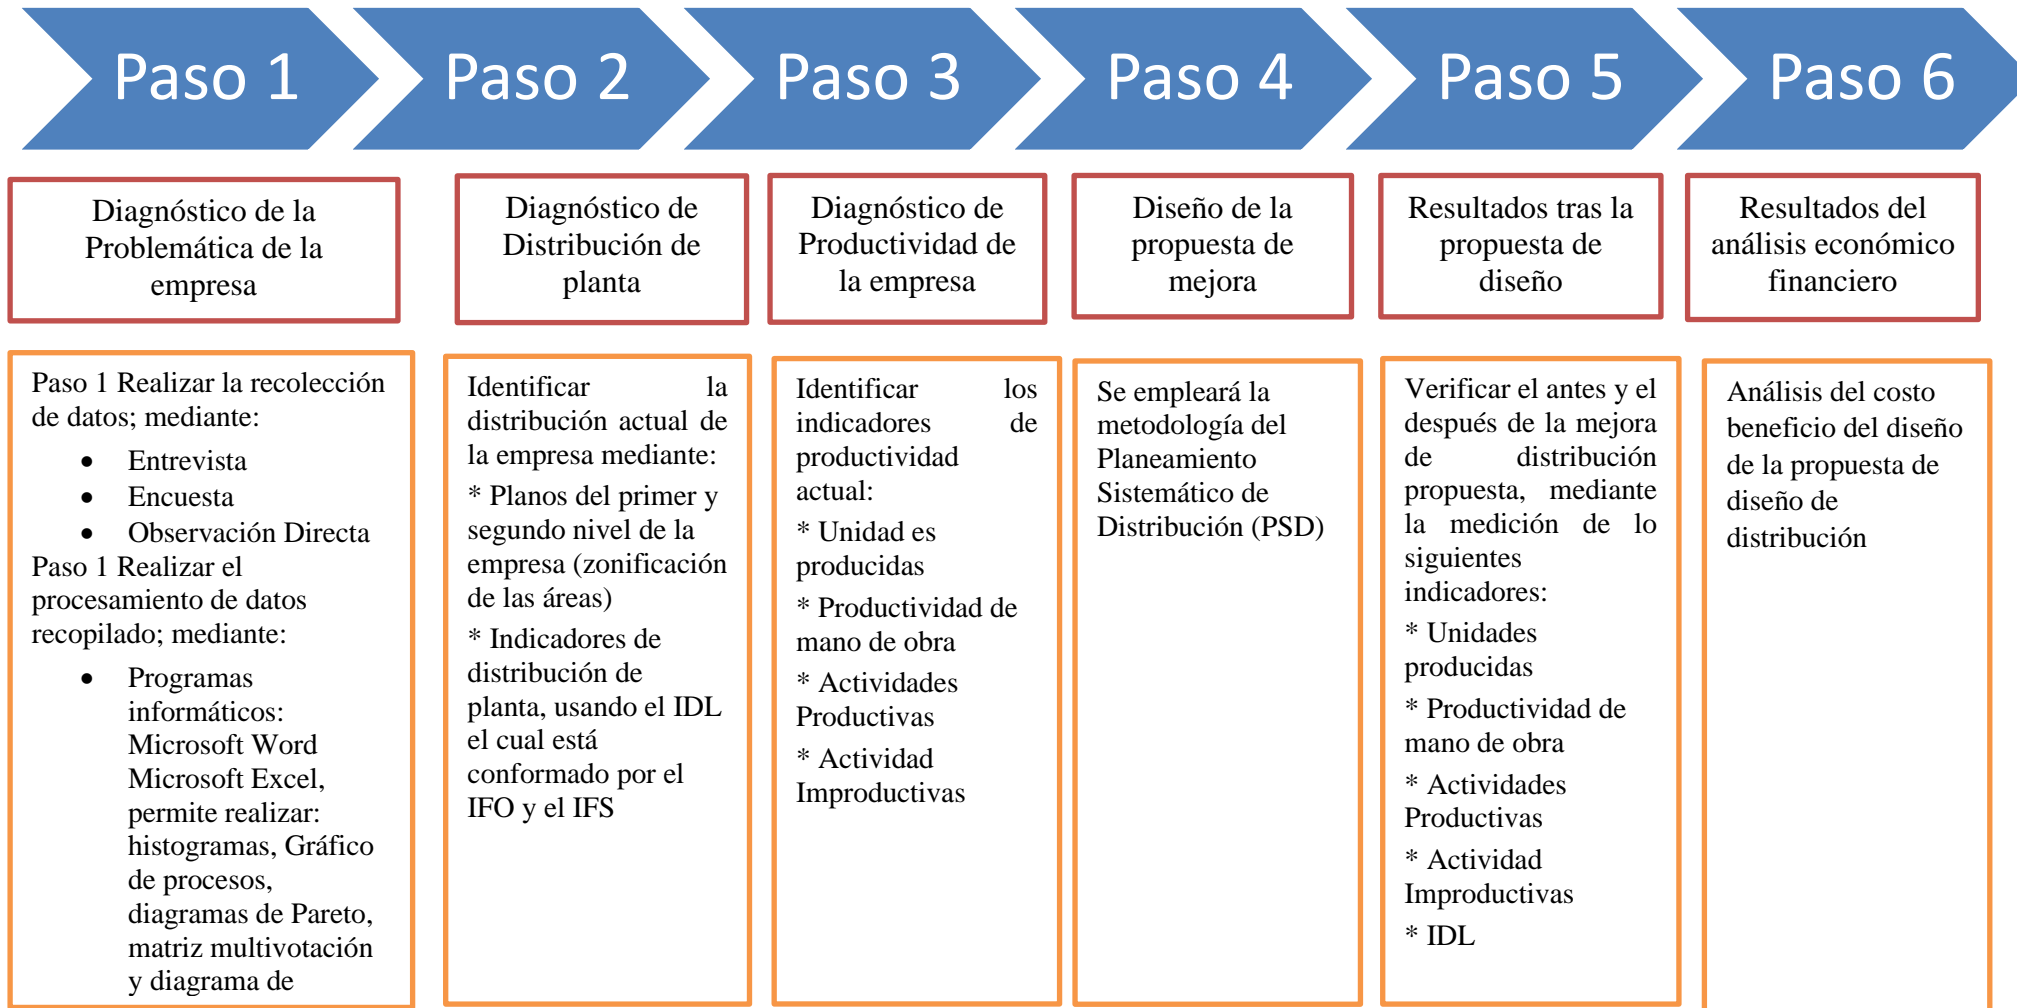 Paso 1
Paso 2
Paso 3
Paso 4
Paso 5
Paso 6
Diagnóstico de la
Problemática de la
empresa
Diagnóstico de
Distribución de
planta
Diagnóstico de
Productividad de
la empresa
Diseño de la
propuesta de
mejora
Resultados tras la
propuesta de
diseño
Resultados del
análisis económico
financiero
Paso 1 Realizar la recolección
de datos; mediante:
• Entrevista
• Encuesta
• Observación Directa
Paso 1 Realizar el
procesamiento de datos
recopilado; mediante:
• Programas
informáticos:
Microsoft Word
Microsoft Excel,
permite realizar:
histogramas, Gráfico
de procesos,
diagramas de Pareto,
matriz multivotación
y diagrama de
Identificar la
distribución actual de
la empresa mediante:
* Planos del primer y
segundo nivel de la
empresa (zonificación
de las áreas)
* Indicadores de
distribución de
planta, usando el IDL
el cual está
conformado por el
IFO y el IFS
Identificar los
indicadores de
productividad
actual:
* Unidad es
producidas
* Productividad de
mano de obra
* Actividades
Productivas
* Actividad
Improductivas
Se empleará la
metodología del
Planeamiento
Sistemático de
Distribución (PSD)
Verificar el antes y el
después de la mejora
de distribución
propuesta, mediante
la medición de lo
siguientes
indicadores:
* Unidades
producidas
* Productividad de
mano de obra
* Actividades
Productivas
* Actividad
Improductivas
* IDL
Análisis del costo
beneficio del diseño
de la propuesta de
diseño de
distribución